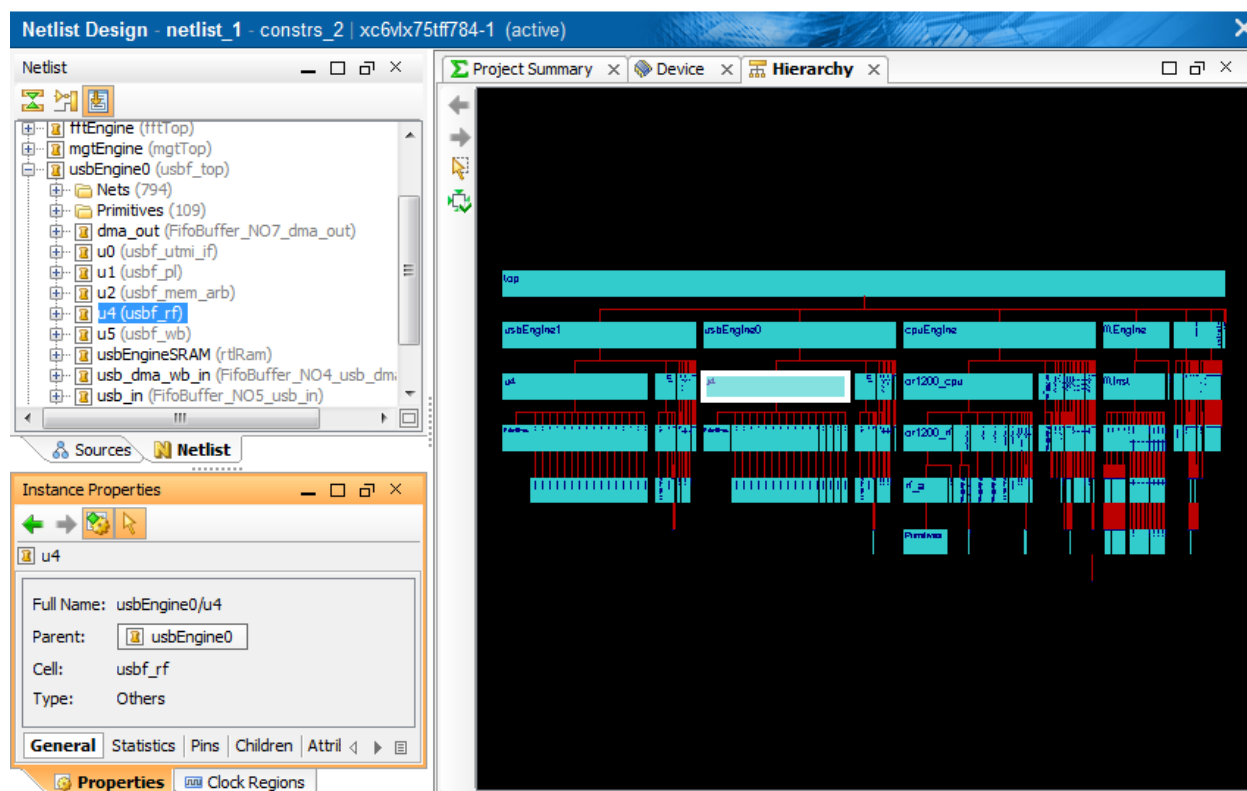 Netlist Design - netlist_1 - constrs_2 | xc6vlx75tff784-1 (active)
Netlist
fftEngine (fftTop)
mgtEngine (mgtTop)
usbEngine0 (usbf_top)
Nets (794)
Primitives (109)
dma_out (FifoBuffer_NO7_dma_out)
u0 (usbf_utmi_if)
u1 (usbf_pl)
u2 (usbf_mem_arb)
u4 (usbf_rf)
u5 (usbf_wb)
usbEngineSRAM (rtlRam)
usb_dma_wb_in (FifoBuffer_NO4_usb_dm
usb_in (FifoBuffer_NO5_usb_in)
Sources Netlist
Instance Properties
u4
Full Name: usbEngine0/u4
Parent: usbEngine0
Cell: usbf_rf
Type: Others
General Statistics Pins Children Attril
Properties Clock Regions
Project Summary Device Hierarchy
top
usbEngine1 usbEngine0 cpuEngine
u4 u4 or1200_cpu
Primitives